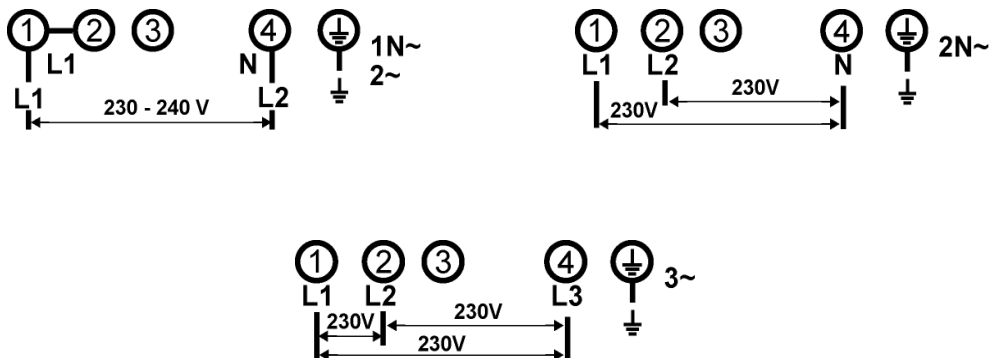 1 2 3 4 1N~
L1 N 2~
L1 L2
230 - 240 V
1 2 3 4 2N~
L1 L2 N
230V
230V
1 2 3 4 3~
L1 L2 L3
230V 230V
230V